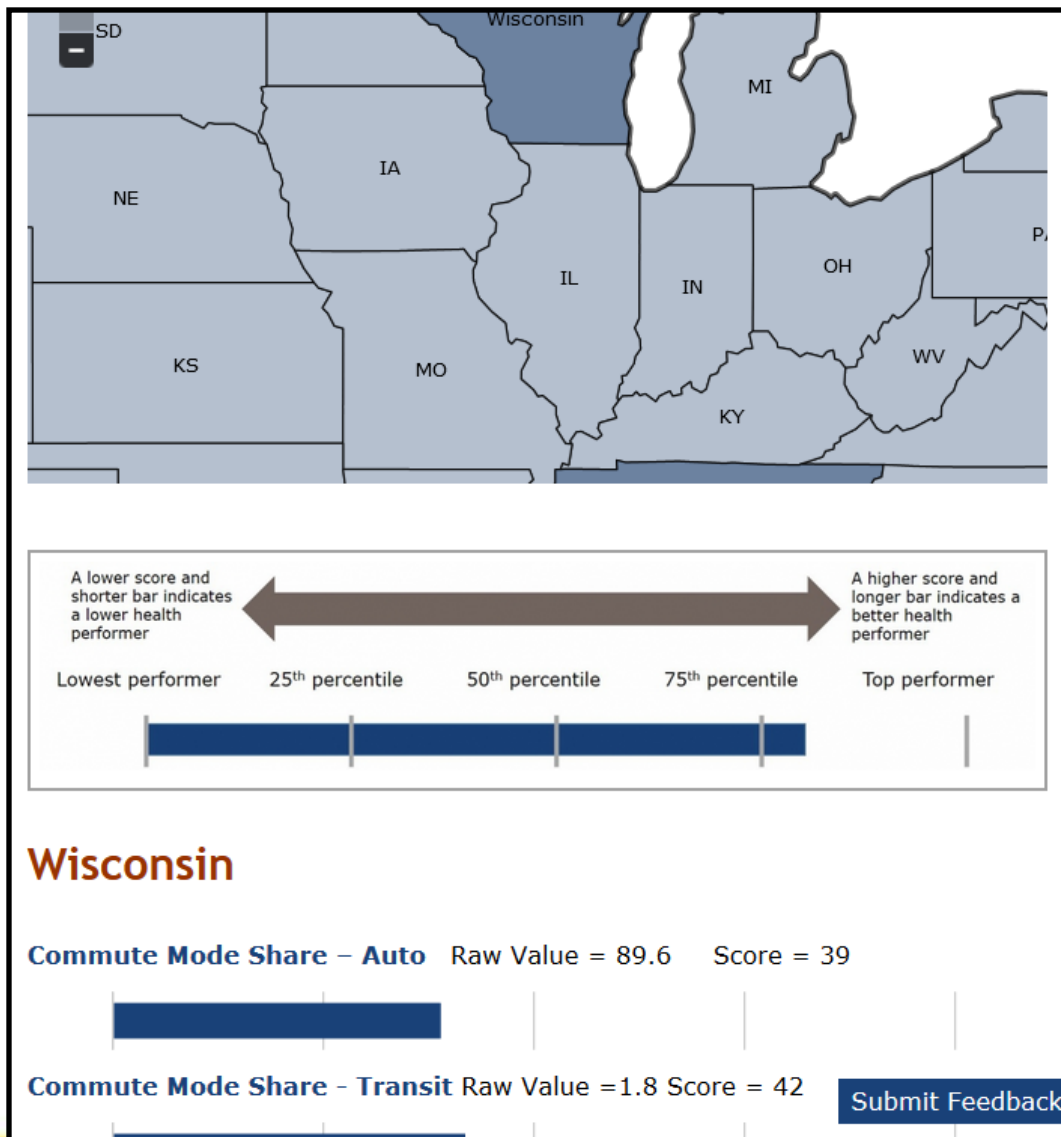 SD
Wisconsin
MI
IA
NE
IL
IN
OH
PA
KS
MO
WV
KY
A lower score and
shorter bar indicates
a lower health
performer
A higher score and
longer bar indicates a
better health
performer
Lowest performer 25th percentile 50th percentile 75th percentile Top performer
Wisconsin
Commute Mode Share – Auto Raw Value = 89.6 Score = 39
Commute Mode Share - Transit Raw Value =1.8 Score = 42
Submit Feedback